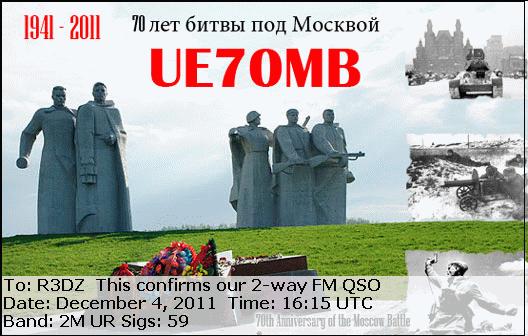 1941 - 2011
70 лет битвы под Москвой
UE70MB
To: R3DZ This confirms our 2-way FM QSO
Date: December 4, 2011 Time: 16:15 UTC
Band: 2M UR Sigs: 59
70th Anniversary of the Moscow Battle